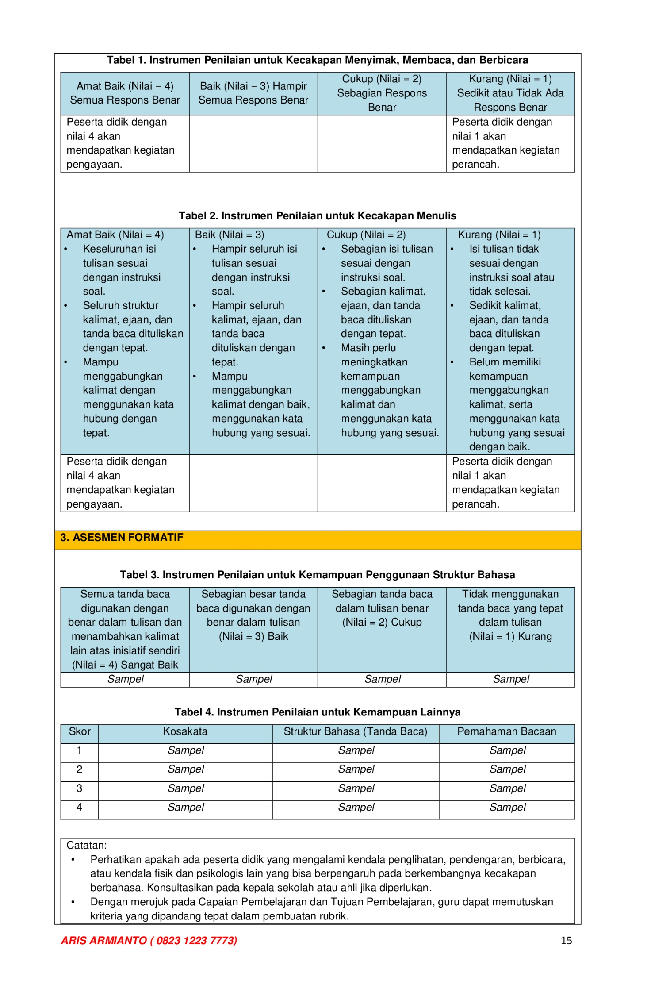 Tabel 1. Instrumen Penilaian untuk Kecakapan Menyimak, Membaca, dan Berbicara
Amat Baik (Nilai = 4)
Semua Respons Benar
Baik (Nilai = 3) Hampir
Semua Respons Benar
Cukup (Nilai = 2)
Sebagian Respons
Benar
Kurang (Nilai = 1)
Sedikit atau Tidak Ada
Respons Benar
Peserta didik dengan
nilai 4 akan
mendapatkan kegiatan
pengayaan.
Peserta didik dengan
nilai 1 akan
mendapatkan kegiatan
perancah.
Tabel 2. Instrumen Penilaian untuk Kecakapan Menulis
Amat Baik (Nilai = 4)
• Keseluruhan isi
tulisan sesuai
dengan instruksi
soal.
• Seluruh struktur
kalimat, ejaan, dan
tanda baca dituliskan
dengan tepat.
• Mampu
menggabungkan
kalimat dengan
menggunakan kata
hubung dengan
tepat.
Baik (Nilai = 3)
• Hampir seluruh isi
tulisan sesuai
dengan instruksi
soal.
• Hampir seluruh
kalimat, ejaan, dan
tanda baca
dituliskan dengan
tepat.
• Mampu
menggabungkan
kalimat dengan baik,
menggunakan kata
hubung yang sesuai.
Cukup (Nilai = 2)
• Sebagian isi tulisan
sesuai dengan
instruksi soal.
• Sebagian kalimat,
ejaan, dan tanda
baca dituliskan
dengan tepat.
• Masih perlu
meningkatkan
kemampuan
menggabungkan
kalimat dan
menggunakan kata
hubung yang sesuai.
Kurang (Nilai = 1)
• Isi tulisan tidak
sesuai dengan
instruksi soal atau
tidak selesai.
• Sedikit kalimat,
ejaan, dan tanda
baca dituliskan
dengan tepat.
• Belum memiliki
kemampuan
menggabungkan
kalimat, serta
menggunakan kata
hubung yang sesuai
dengan baik.
Peserta didik dengan
nilai 4 akan
mendapatkan kegiatan
pengayaan.
Peserta didik dengan
nilai 1 akan
mendapatkan kegiatan
perancah.
3. ASESMEN FORMATIF
Tabel 3. Instrumen Penilaian untuk Kemampuan Penggunaan Struktur Bahasa
Semua tanda baca
digunakan dengan
benar dalam tulisan dan
menambahkan kalimat
lain atas inisiatif sendiri
(Nilai = 4) Sangat Baik
Sebagian besar tanda
baca digunakan dengan
benar dalam tulisan
(Nilai = 3) Baik
Sebagian tanda baca
dalam tulisan benar
(Nilai = 2) Cukup
Tidak menggunakan
tanda baca yang tepat
dalam tulisan
(Nilai = 1) Kurang
Sampel Sampel Sampel Sampel
Tabel 4. Instrumen Penilaian untuk Kemampuan Lainnya
Skor Kosakata Struktur Bahasa (Tanda Baca) Pemahaman Bacaan
1 Sampel Sampel Sampel
2 Sampel Sampel Sampel
3 Sampel Sampel Sampel
4 Sampel Sampel Sampel
Catatan:
• Perhatikan apakah ada peserta didik yang mengalami kendala penglihatan, pendengaran, berbicara,
atau kendala fisik dan psikologis lain yang bisa berpengaruh pada berkembangnya kecakapan
berbahasa. Konsultasikan pada kepala sekolah atau ahli jika diperlukan.
• Dengan merujuk pada Capaian Pembelajaran dan Tujuan Pembelajaran, guru dapat memutuskan
kriteria yang dipandang tepat dalam pembuatan rubrik.
ARIS ARMIANTO ( 0823 1223 7773) 15